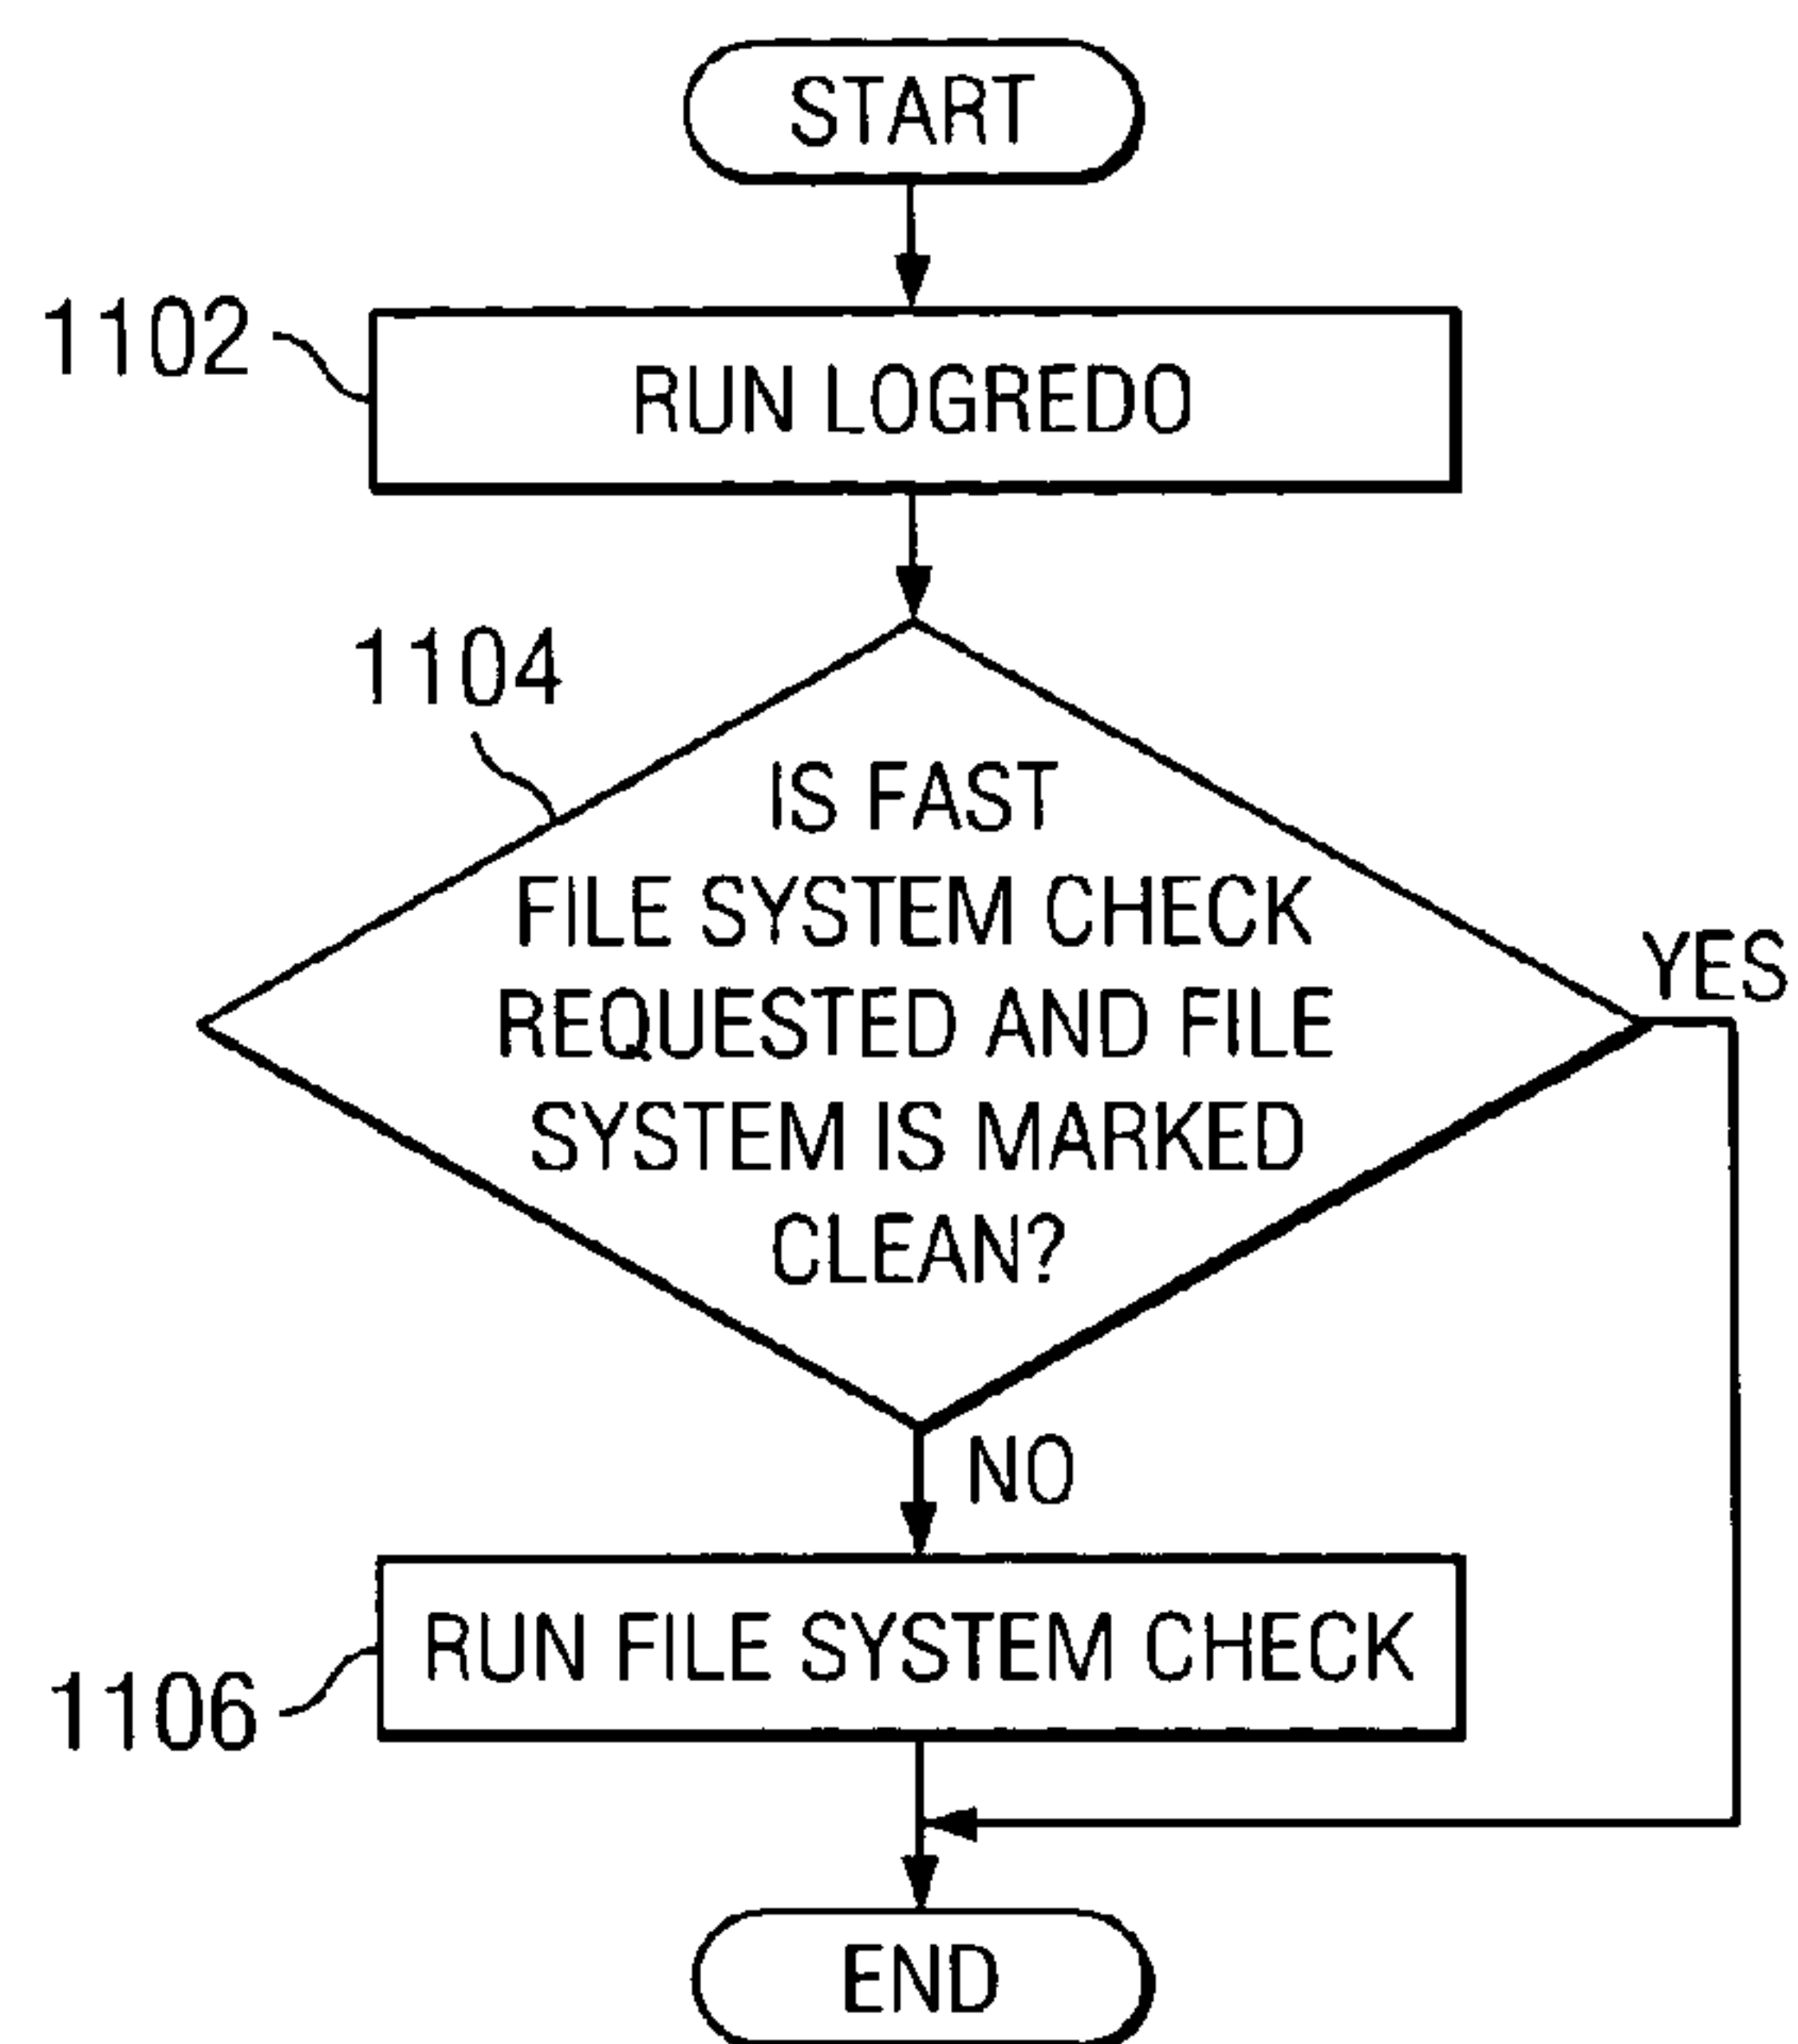 START
1102
RUN LOGREDO
1104
IS FAST
FILE SYSTEM CHECK
REQUESTED AND FILE
SYSTEM IS MARKED
CLEAN?
YES
NO
RUN FILE SYSTEM CHECK
1106
END